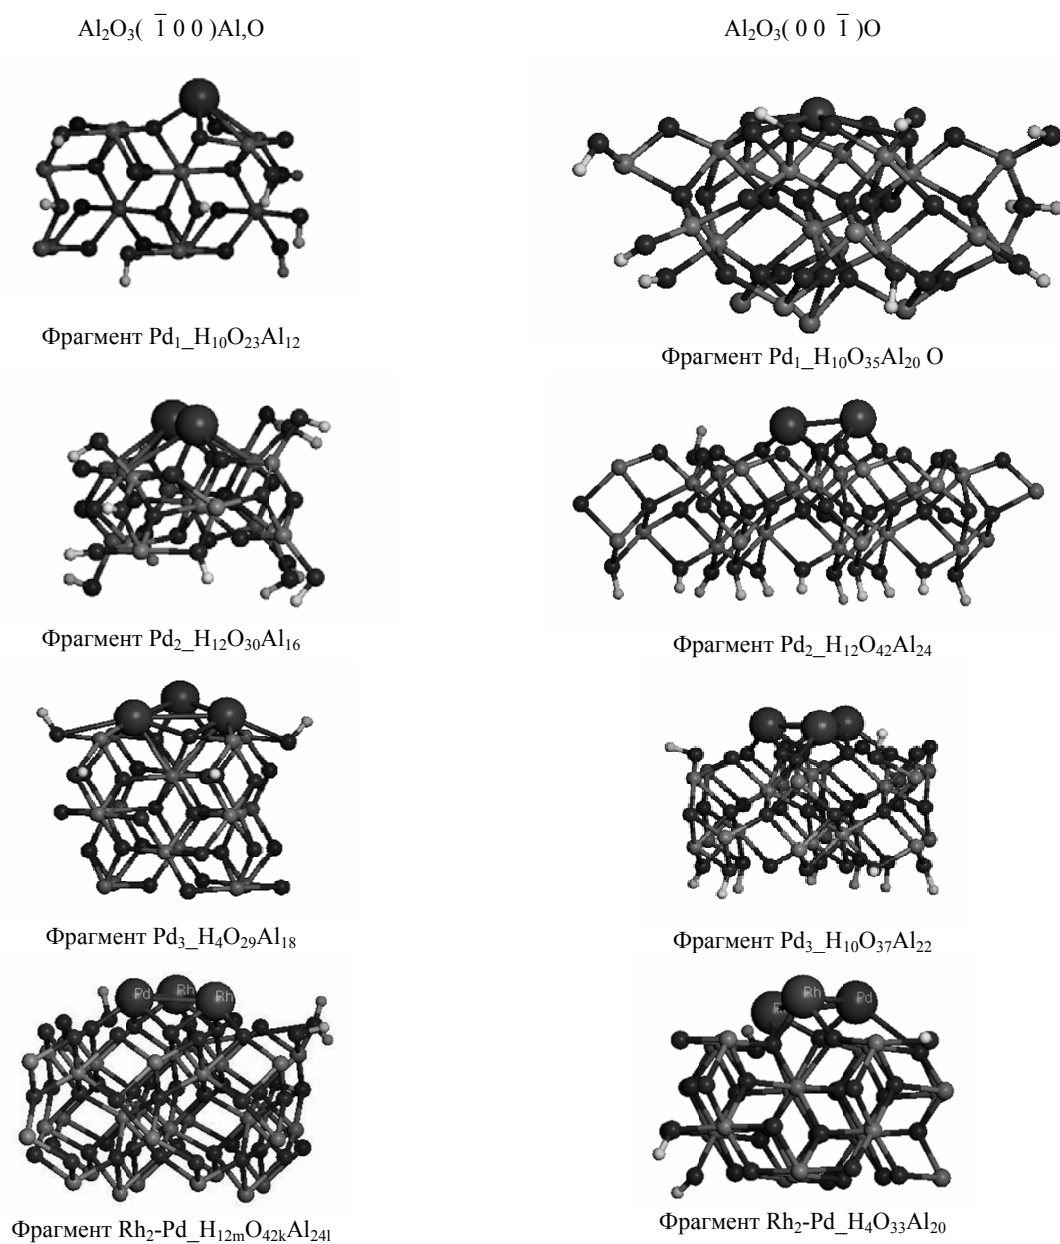 Al₂O₃( 1̅ 0 0 )Al,O
Al₂O₃( 0 0 1̅ )O
Фрагмент Pd₁_H₁₀O₂₃Al₁₂
Фрагмент Pd₁_H₁₀O₃₅Al₂₀ O
Фрагмент Pd₂_H₁₂O₃₀Al₁₆
Фрагмент Pd₂_H₁₂O₄₂Al₂₄
Фрагмент Pd₃_H₄O₂₉Al₁₈
Фрагмент Pd₃_H₁₀O₃₇Al₂₂
Pd Rh Rh
Rh Pd
Фрагмент Rh₂-Pd_H₁₂ₘO₄₂ₖAl₂₄ₗ
Фрагмент Rh₂-Pd_H₄O₃₃Al₂₀